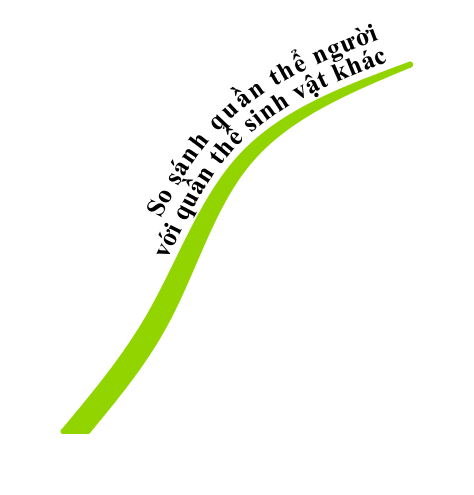 So sánh quần thể người
với quần thể sinh vật khác